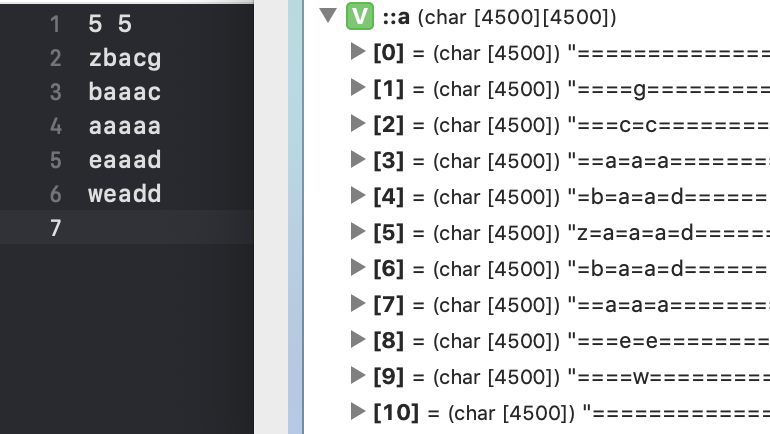 1 5 5
2 zbacg
3 baaac
4 aaaaa
5 eaaad
6 weadd
7
V ::a (char [4500][4500])
[0] = (char [4500]) "==============
[1] = (char [4500]) "====g=========
[2] = (char [4500]) "===c=c========
[3] = (char [4500]) "==a=a=a=======
[4] = (char [4500]) "=b=a=a=d======
[5] = (char [4500]) "z=a=a=a=d=====
[6] = (char [4500]) "=b=a=a=d======
[7] = (char [4500]) "==a=a=a=======
[8] = (char [4500]) "===e=e========
[9] = (char [4500]) "====w=========
[10] = (char [4500]) "=============